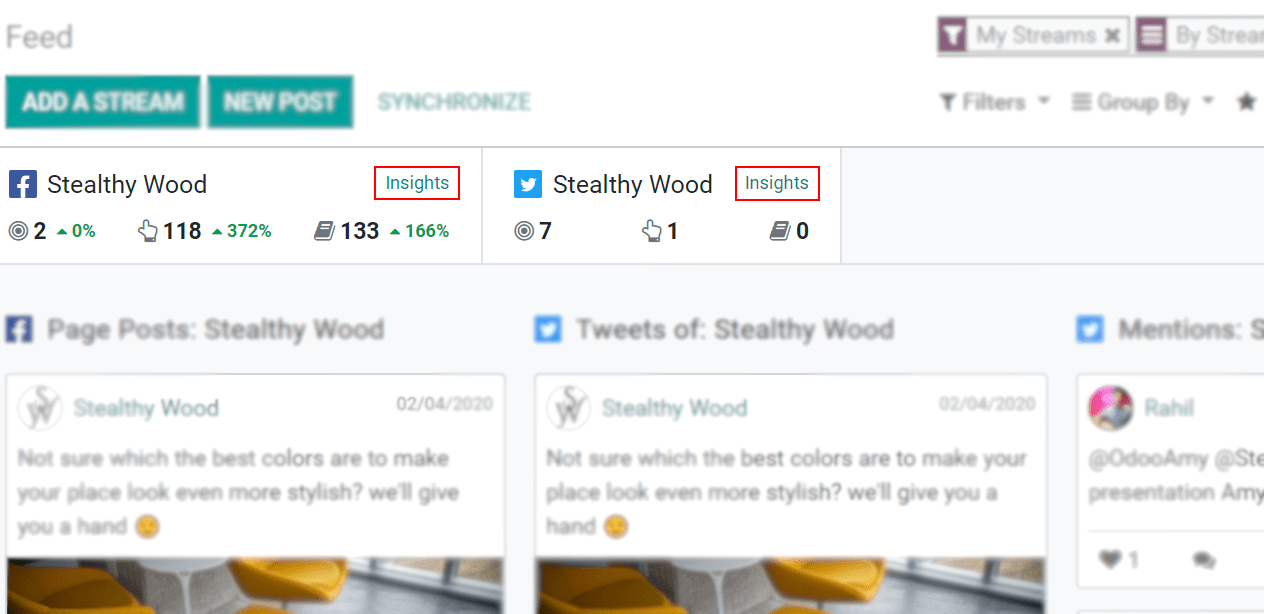 Feed
My Streams ✖
By Strea
ADD A STREAM NEW POST SYNCHRONIZE
Filters Group By
Stealthy Wood Insights
2 0% 118 372% 133 166%
Stealthy Wood Insights
7 1 0
Page Posts: Stealthy Wood
Stealthy Wood 02/04/2020
Not sure which the best colors are to make
your place look even more stylish? we'll give
you a hand
Tweets of: Stealthy Wood
Stealthy Wood 02/04/2020
Not sure which the best colors are to make your
place look even more stylish? we'll give you a
hand
Mentions: S
Rahil
@OdooAmy @Ste
presentation Amy
1